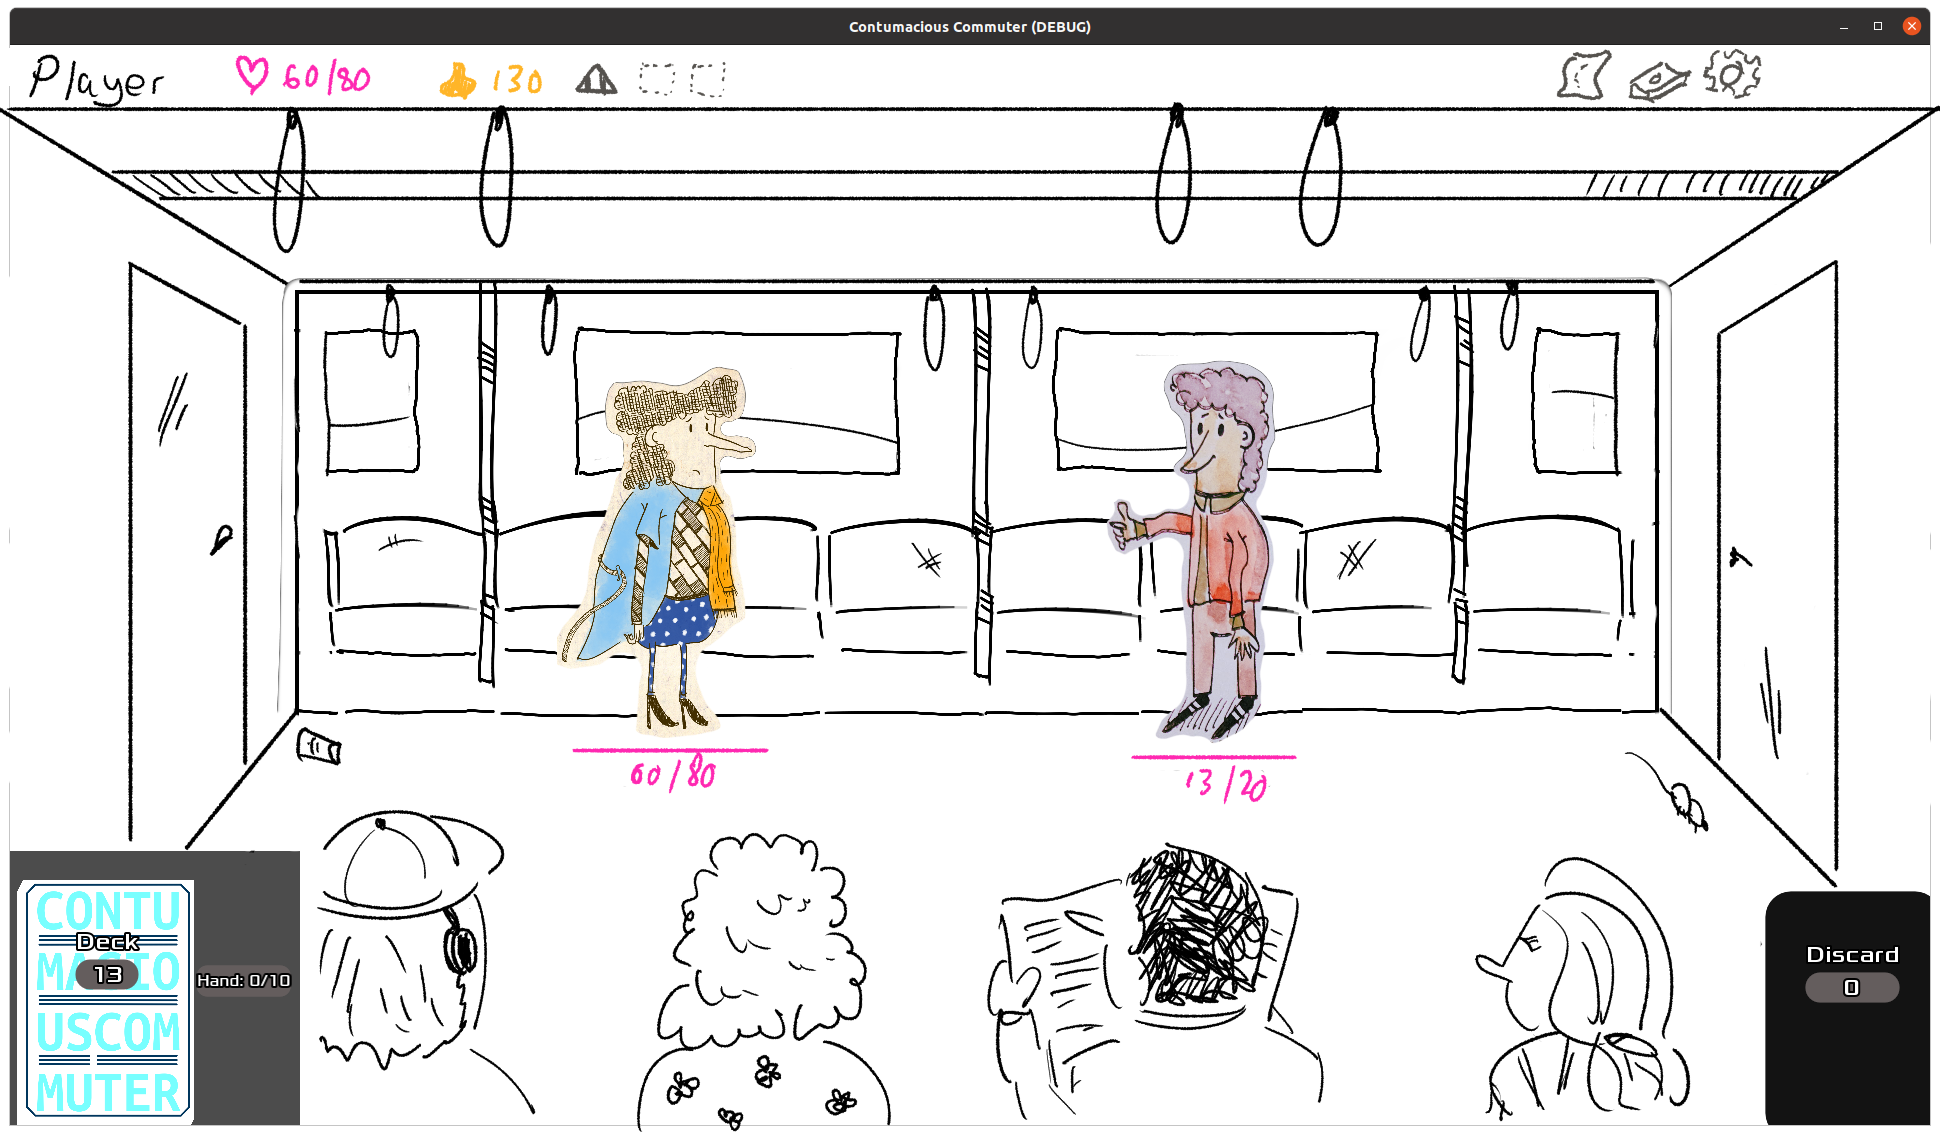 Contumacious Commuter (DEBUG)
Player 60/80 130
60/80
13/20
CONTU
Deck
MACIO
13
Hand: 0/10
USCOM
MUTER
Discard
0